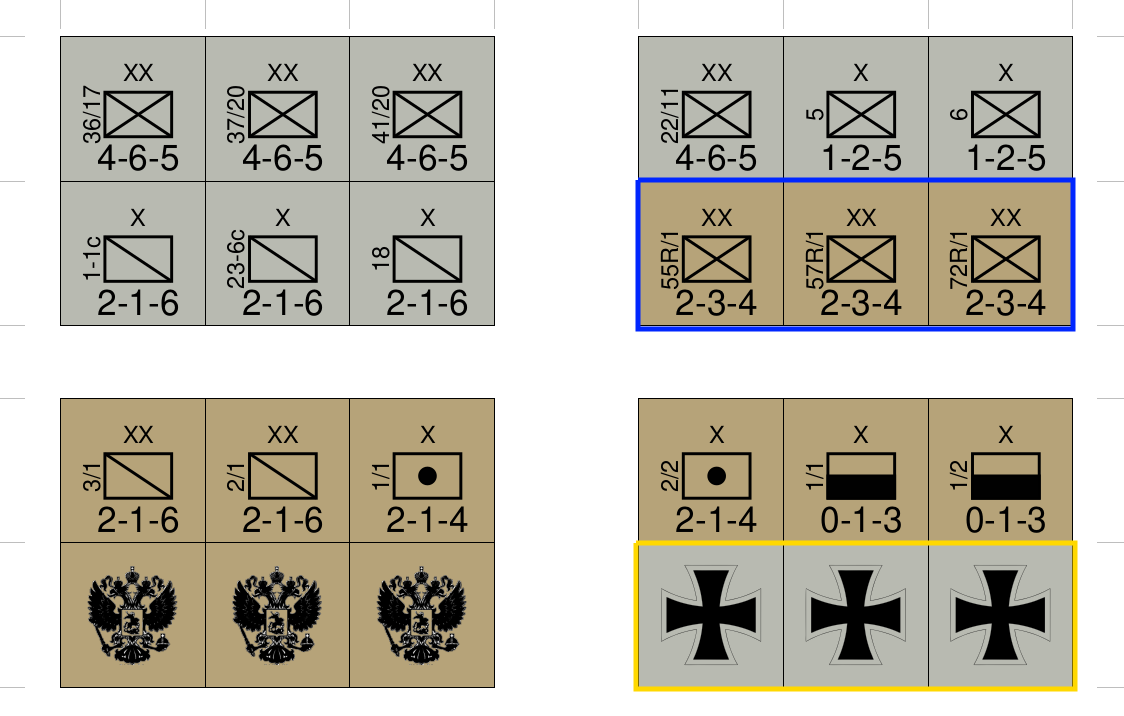 XX XX XX
36/17 37/20 41/20
4-6-5 4-6-5 4-6-5
X X X
1-1c 23-6c 18
2-1-6 2-1-6 2-1-6
XX X X
22/11 5 6
4-6-5 1-2-5 1-2-5
XX XX XX
55R/1 57R/1 72R/1
2-3-4 2-3-4 2-3-4
XX XX X
3/1 2/1 1/1
2-1-6 2-1-6 2-1-4
X X X
2/2 1/1 1/2
2-1-4 0-1-3 0-1-3